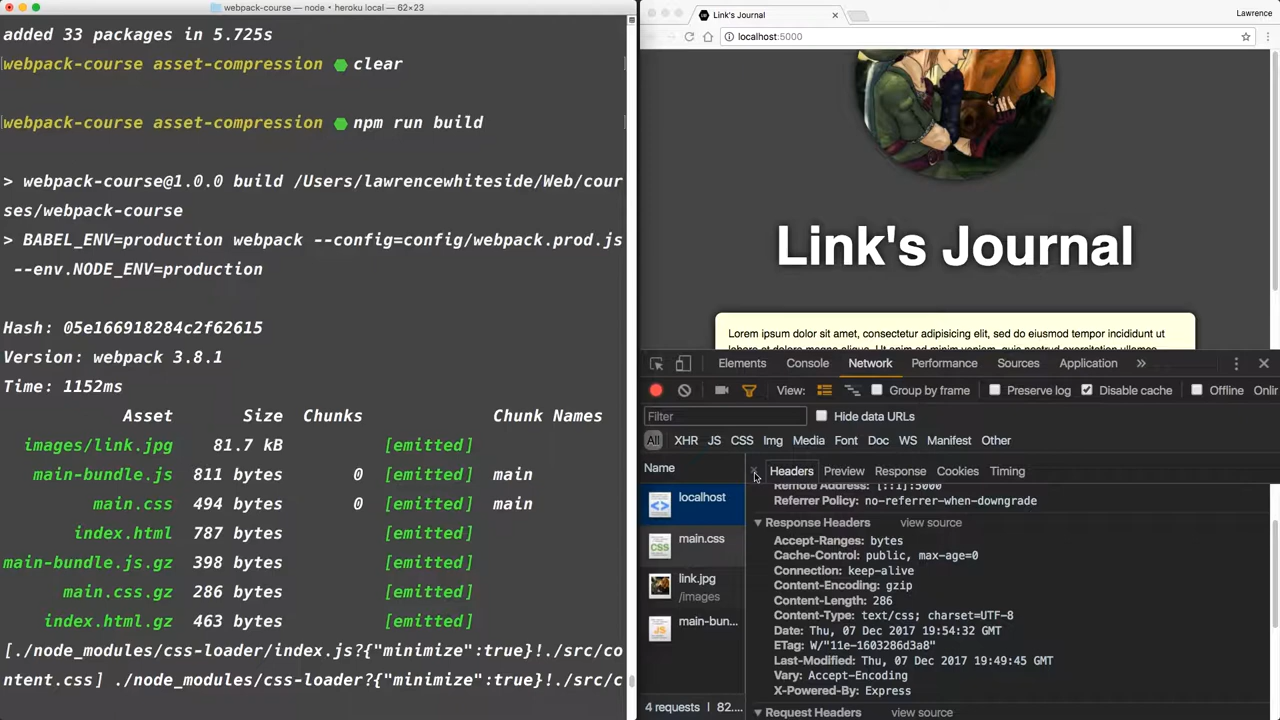 webpack-course — node • heroku local — 62×23
added 33 packages in 5.725s
webpack-course asset-compression clear
webpack-course asset-compression npm run build
> webpack-course@1.0.0 build /Users/lawrencewhiteside/Web/cour
ses/webpack-course
> BABEL_ENV=production webpack --config=config/webpack.prod.js
--env.NODE_ENV=production
Hash: 05e166918284c2f62615
Version: webpack 3.8.1
Time: 1152ms
Asset Size Chunks Chunk Names
images/link.jpg 81.7 kB [emitted]
main-bundle.js 811 bytes 0 [emitted] main
main.css 494 bytes 0 [emitted] main
index.html 787 bytes [emitted]
main-bundle.js.gz 398 bytes [emitted]
main.css.gz 286 bytes [emitted]
index.html.gz 463 bytes [emitted]
[./node_modules/css-loader/index.js?{"minimize":true}!./src/co
ntent.css] ./node_modules/css-loader?{"minimize":true}!./src/c
Link's Journal
Lawrence
localhost:5000
Link's Journal
Lorem ipsum dolor sit amet, consectetur adipisicing elit, sed do eiusmod tempor incididunt ut
Elements Console Network Performance Sources Application »
View: Group by frame Preserve log Disable cache Offline Onlir
Filter Hide data URLs
All XHR JS CSS Img Media Font Doc WS Manifest Other
Name
localhost
main.css
link.jpg
/images
main-bun...
4 requests | 82....
Headers Preview Response Cookies Timing
Remote Address: [::1]:5000
Referrer Policy: no-referrer-when-downgrade
Response Headers view source
Accept-Ranges: bytes
Cache-Control: public, max-age=0
Connection: keep-alive
Content-Encoding: gzip
Content-Length: 286
Content-Type: text/css; charset=UTF-8
Date: Thu, 07 Dec 2017 19:54:32 GMT
ETag: W/"11e-1603286d3a8"
Last-Modified: Thu, 07 Dec 2017 19:49:45 GMT
Vary: Accept-Encoding
X-Powered-By: Express
Request Headers view source